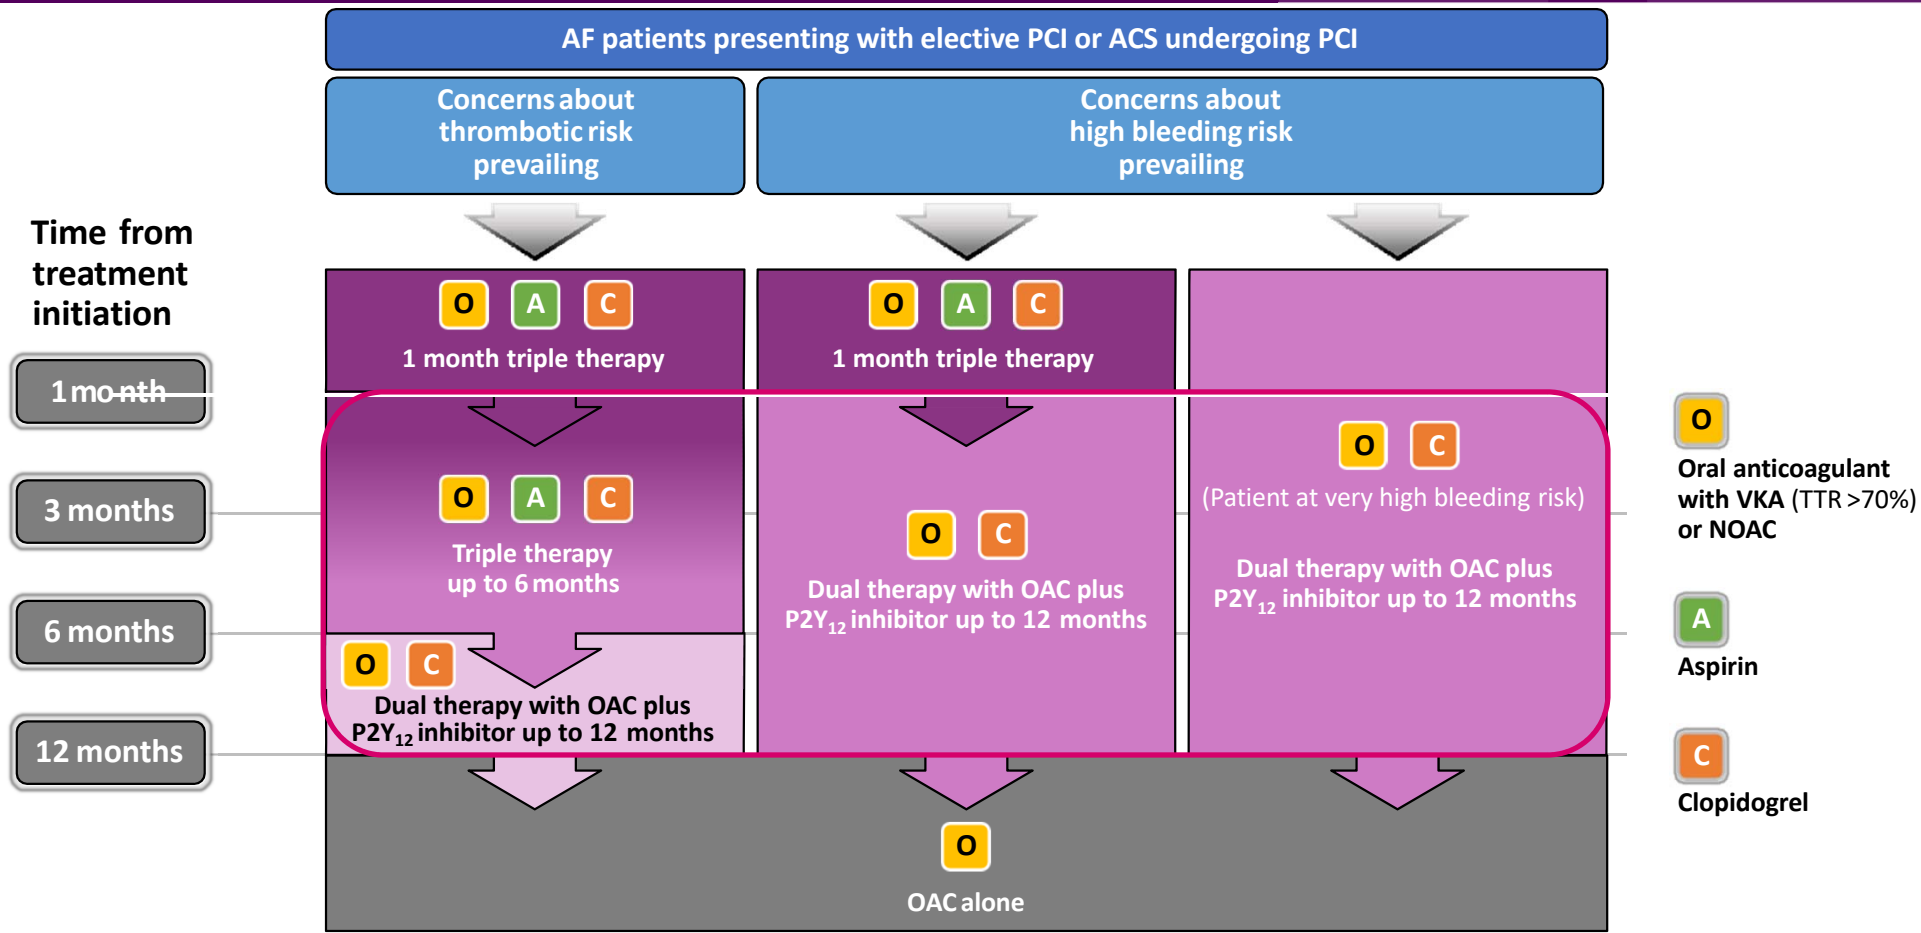 AF patients presenting with elective PCI or ACS undergoing PCI
Concerns about
thrombotic risk
prevailing
Concerns about
high bleeding risk
prevailing
Time from
treatment
initiation
1 month
3 months
6 months
12 months
O A C
1 month triple therapy
O A C
Triple therapy
up to 6 months
O C
Dual therapy with OAC plus
P2Y12 inhibitor up to 12 months
O A C
1 month triple therapy
O C
Dual therapy with OAC plus
P2Y12 inhibitor up to 12 months
O C
(Patient at very high bleeding risk)
Dual therapy with OAC plus
P2Y12 inhibitor up to 12 months
O
OAC alone
O
Oral anticoagulant
with VKA (TTR >70%)
or NOAC
A
Aspirin
C
Clopidogrel